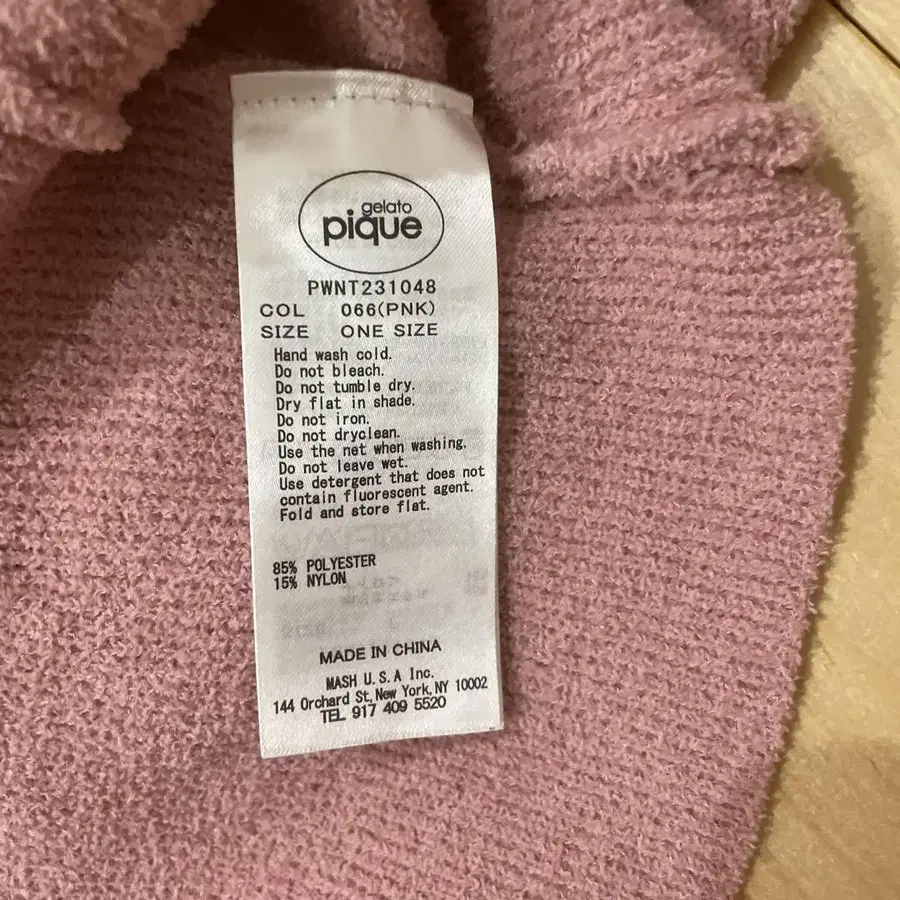 gelato
pique
PWNT231048
COL 066(PNK)
SIZE ONE SIZE
Hand wash cold.
Do not bleach.
Do not tumble dry.
Dry flat in shade.
Do not iron.
Do not dryclean.
Use the net when washing.
Do not leave wet.
Use detergent that does not
contain fluorescent agent.
Fold and store flat.
85% POLYESTER
15% NYLON
MADE IN CHINA
MASH U.S.A Inc.
144 Orchard St,New York,NY 10002
TEL 917 409 5520